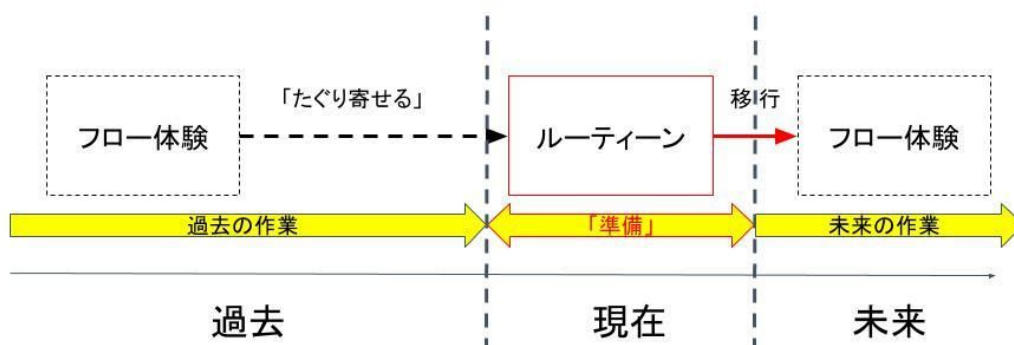 「たぐり寄せる」
移行
フロー体験
ルーティーン
フロー体験
過去の作業
「準備」
未来の作業
過去
現在
未来